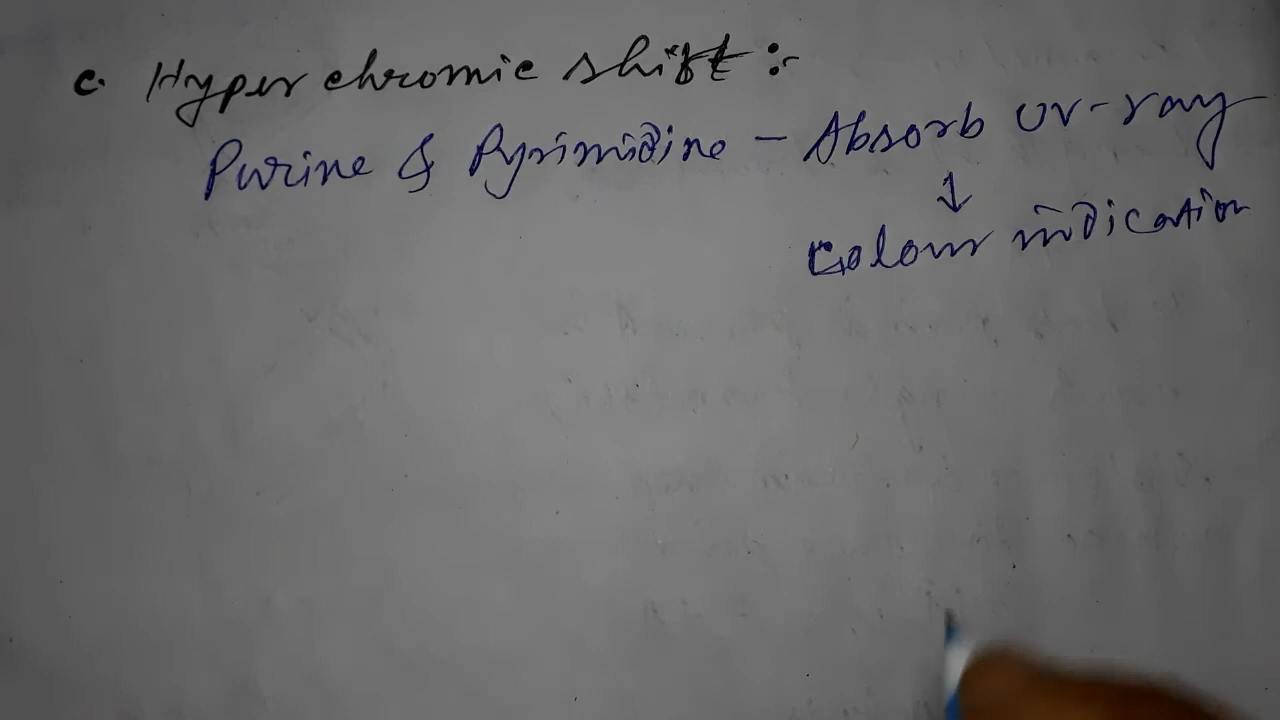 c. Hyperchromic shift :-
Purine & Pyrimidine - Absorb UV-ray
↓
Colour indication